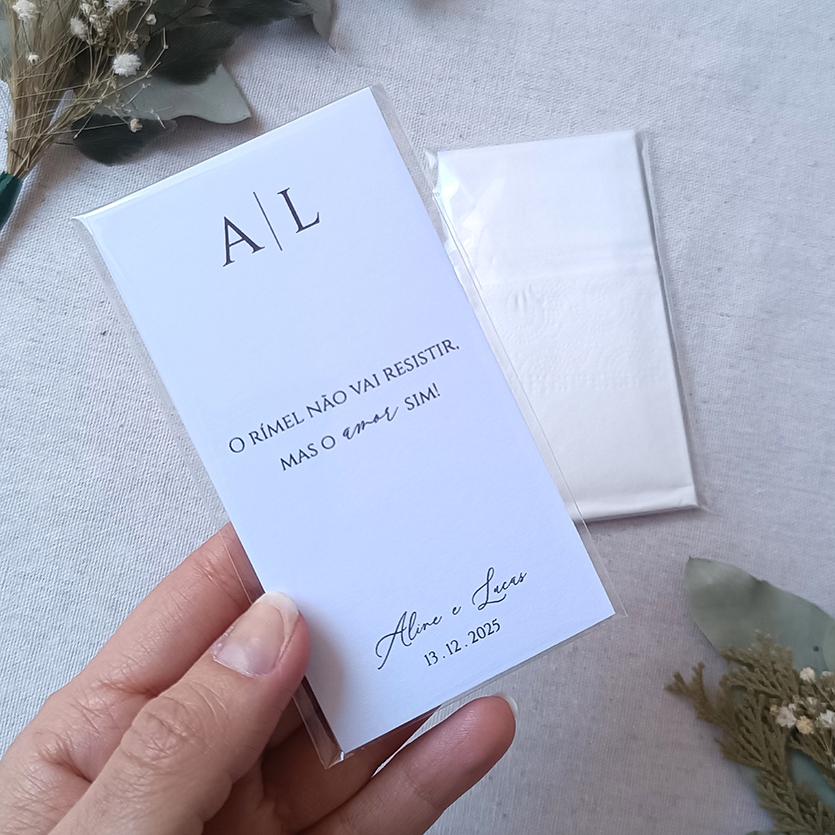 A|L
O RÍMEL NÃO VAI RESISTIR,
MAS O amor SIM!
Aline e Lucas
13.12.2025